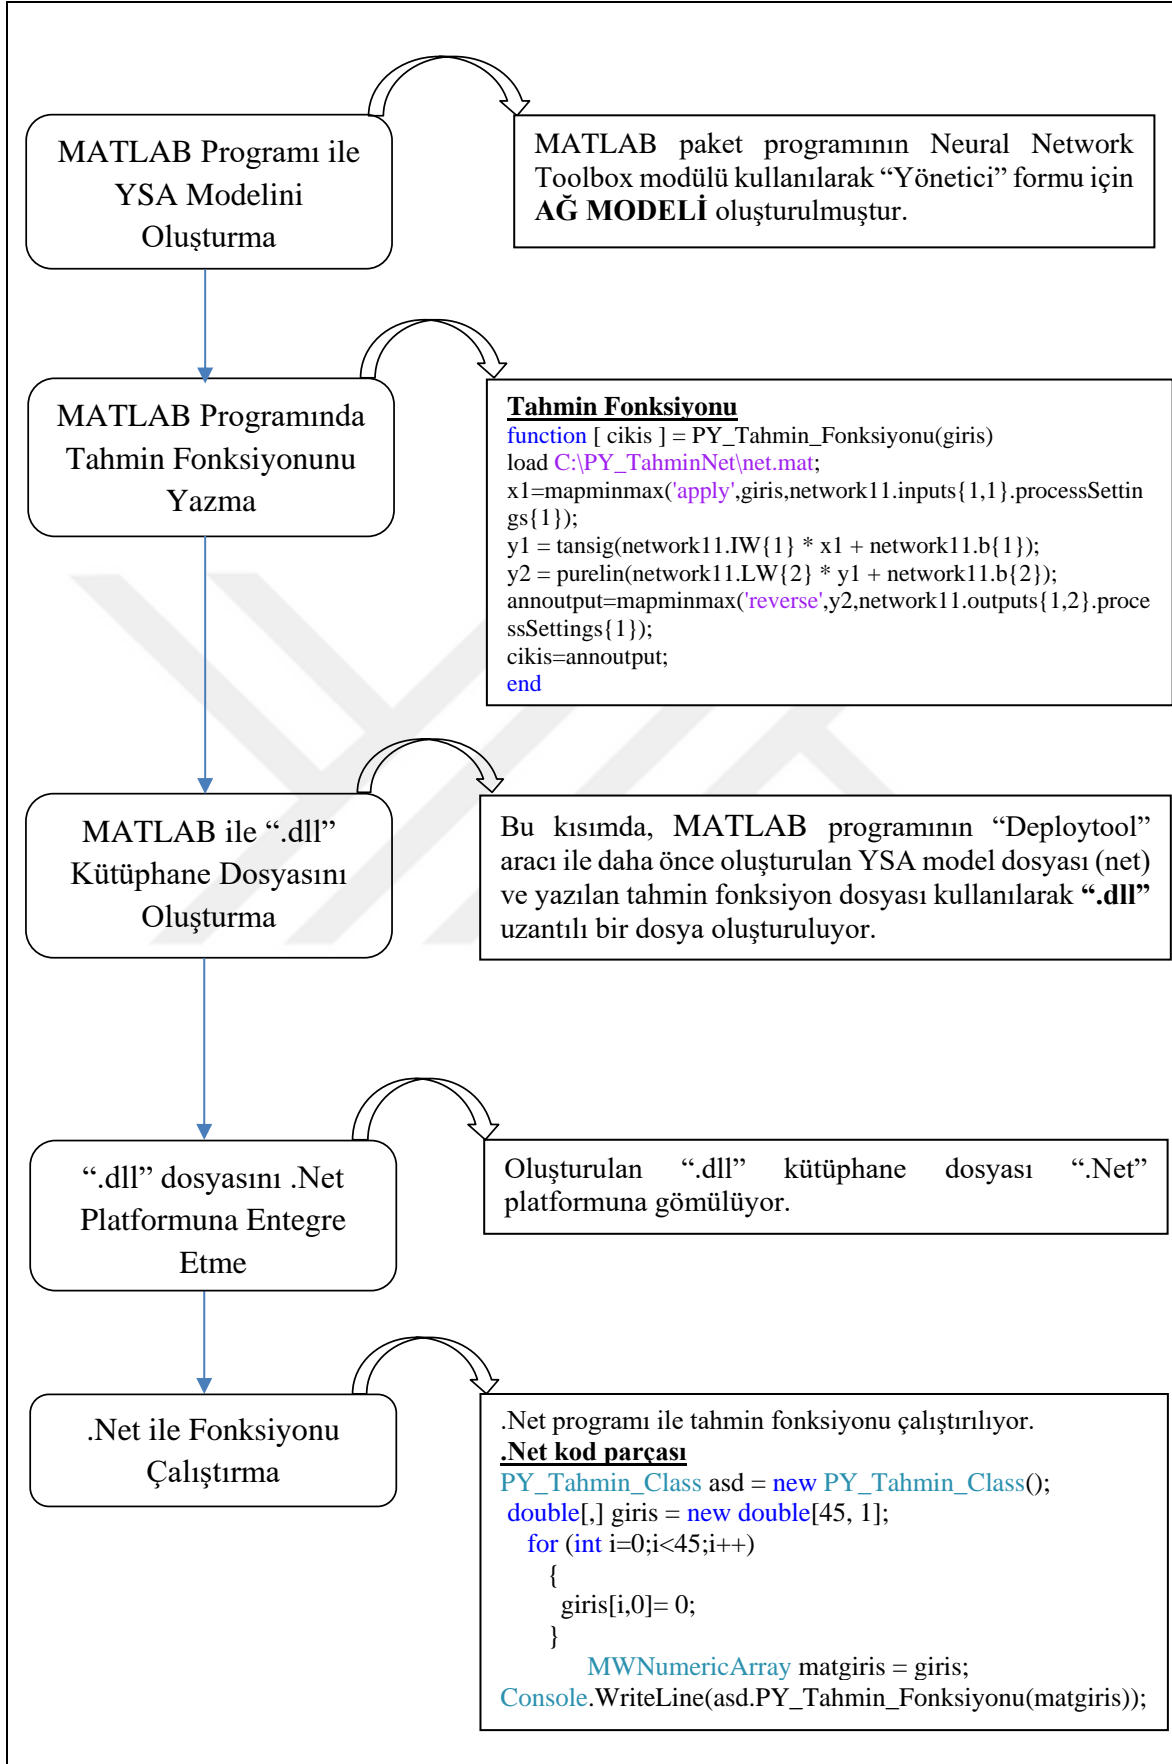 MATLAB Programı ile
YSA Modelini
Oluşturma
MATLAB paket programının Neural Network
Toolbox modülü kullanılarak “Yönetici” formu için
AĞ MODELİ oluşturulmuştur.
MATLAB Programında
Tahmin Fonksiyonunu
Yazma
Tahmin Fonksiyonu
function [ cikis ] = PY_Tahmin_Fonksiyonu(giris)
load C:\PY_TahminNet\net.mat;
x1=mapminmax('apply',giris,network11.inputs{1,1}.processSettin
gs{1});
y1 = tansig(network11.IW{1} * x1 + network11.b{1});
y2 = purelin(network11.LW{2} * y1 + network11.b{2});
annoutput=mapminmax('reverse',y2,network11.outputs{1,2}.proce
ssSettings{1});
cikis=annoutput;
end
MATLAB ile “.dll”
Kütüphane Dosyasını
Oluşturma
Bu kısımda, MATLAB programının “Deploytool”
aracı ile daha önce oluşturulan YSA model dosyası (net)
ve yazılan tahmin fonksiyon dosyası kullanılarak “.dll”
uzantılı bir dosya oluşturuluyor.
“.dll” dosyasını .Net
Platformuna Entegre
Etme
Oluşturulan “.dll” kütüphane dosyası “.Net”
platformuna gömülüyor.
.Net ile Fonksiyonu
Çalıştırma
.Net programı ile tahmin fonksiyonu çalıştırılıyor.
.Net kod parçası
PY_Tahmin_Class asd = new PY_Tahmin_Class();
double[,] giris = new double[45, 1];
for (int i=0;i<45;i++)
{
giris[i,0]= 0;
}
MWNumericArray matgiris = giris;
Console.WriteLine(asd.PY_Tahmin_Fonksiyonu(matgiris));